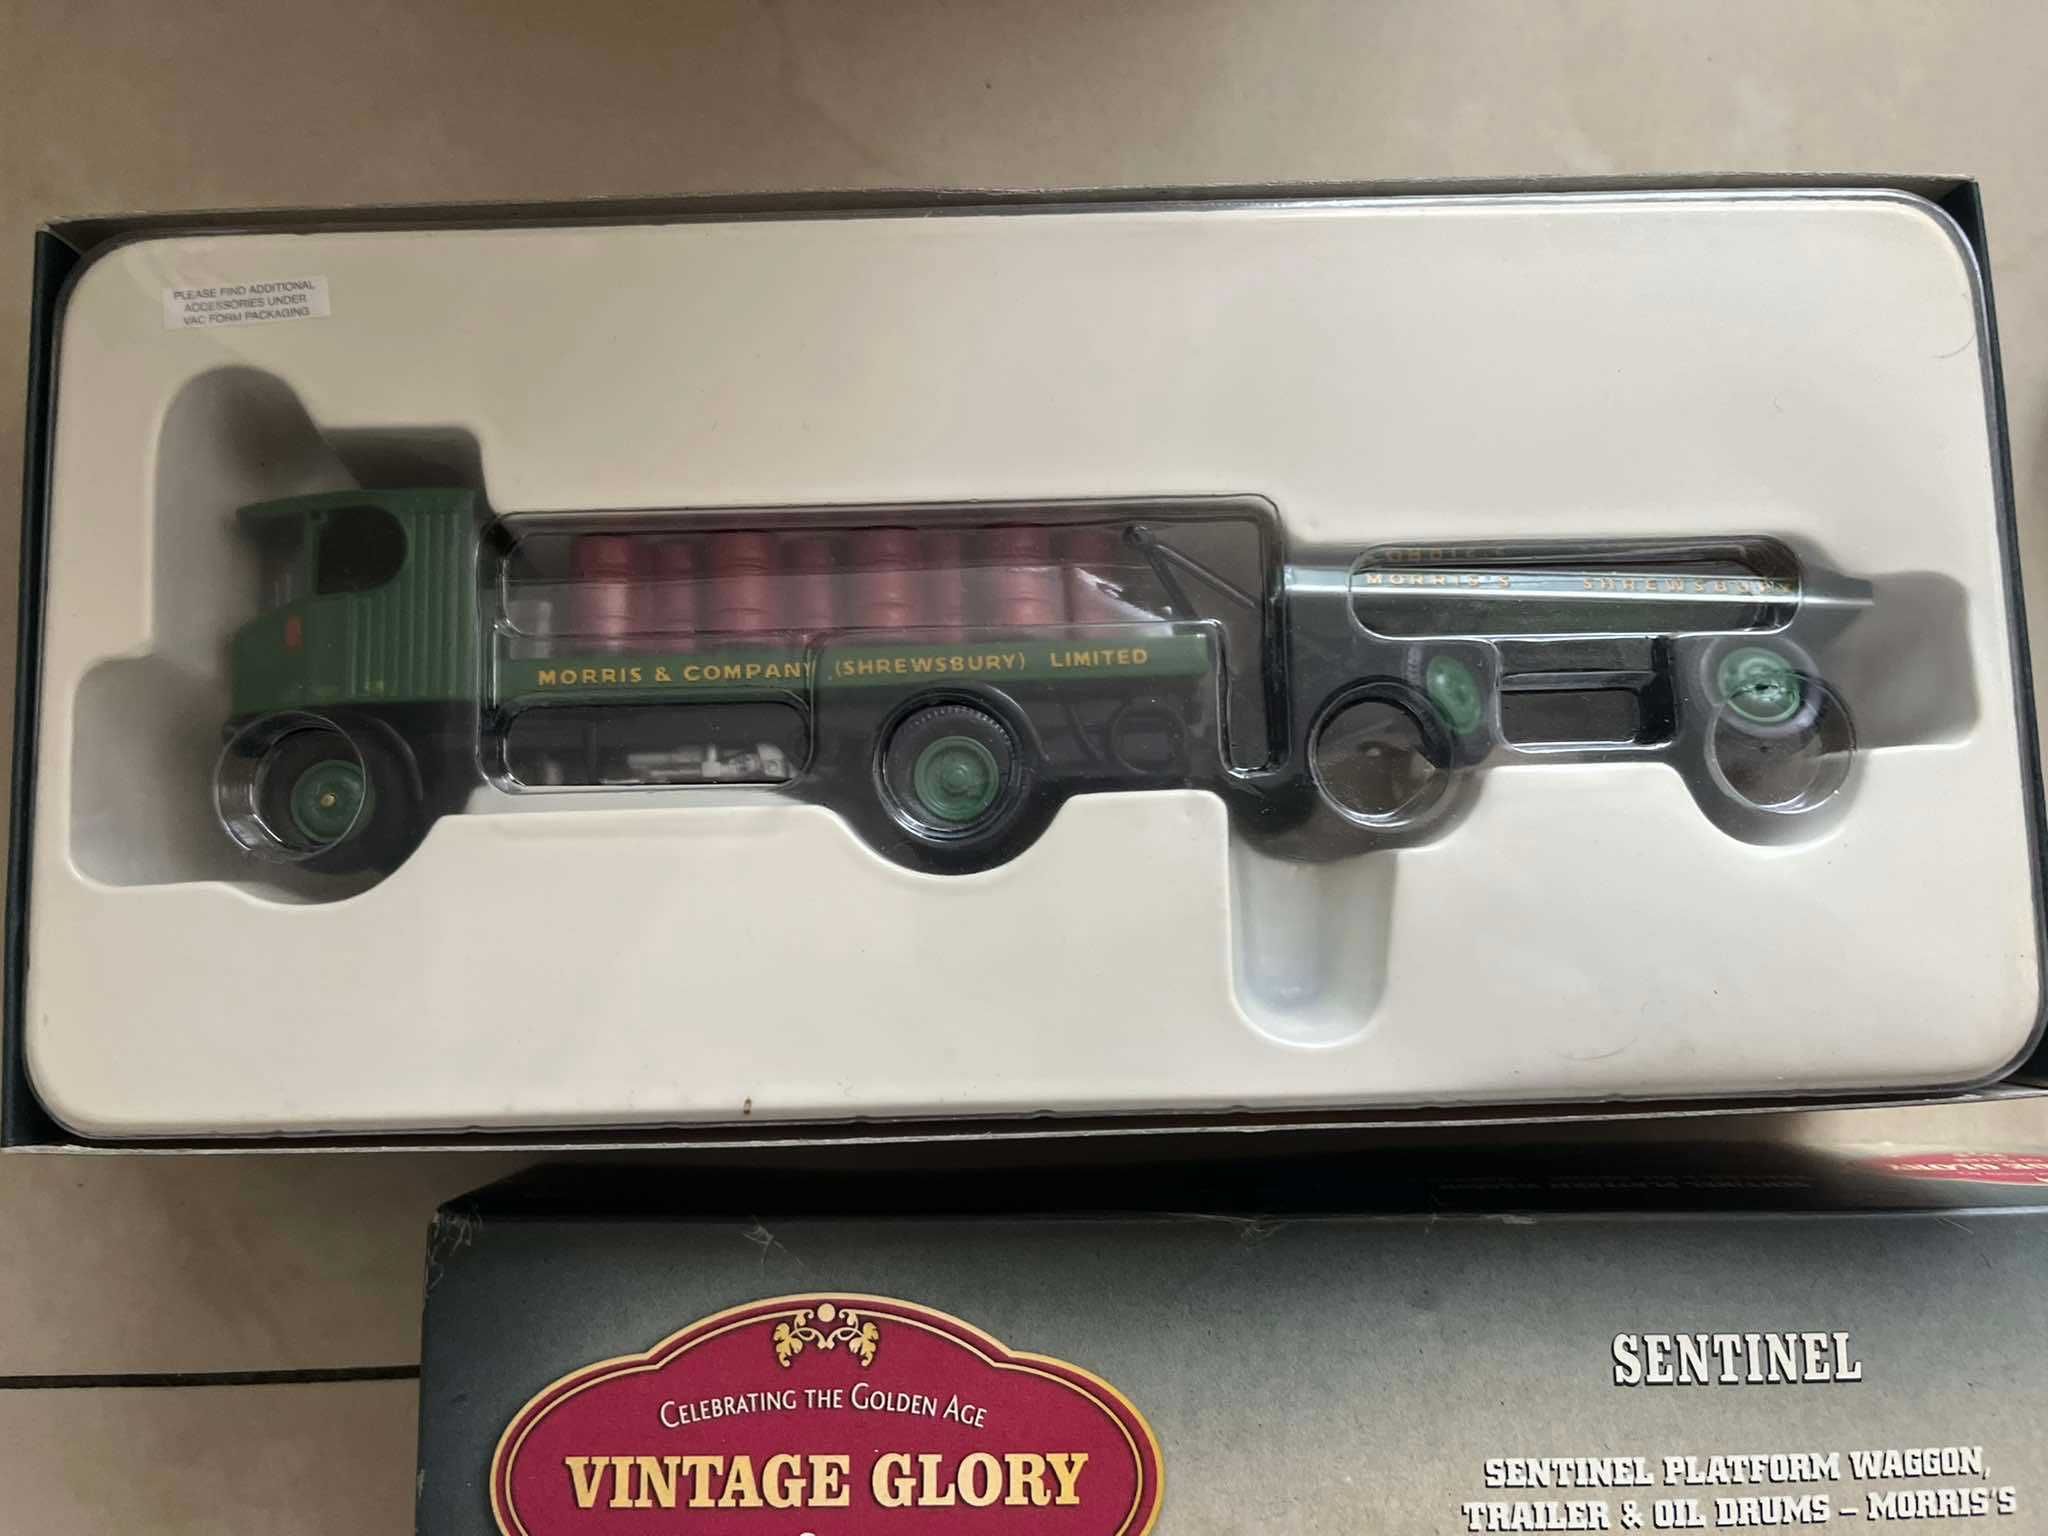 PLEASE FIND ADDITIONAL
ADDESSORIES UNDER
VAC FORM PACKAGING
MORRIS & COMPANY (SHREWSBURY) LIMITED
MORRIS'S SHREWSBURY
CELEBRATING THE GOLDEN AGE
VINTAGE GLORY
SENTINEL
SENTINEL PLATFORM WAGGON,
TRAILER & OIL DRUMS – MORRIS'S